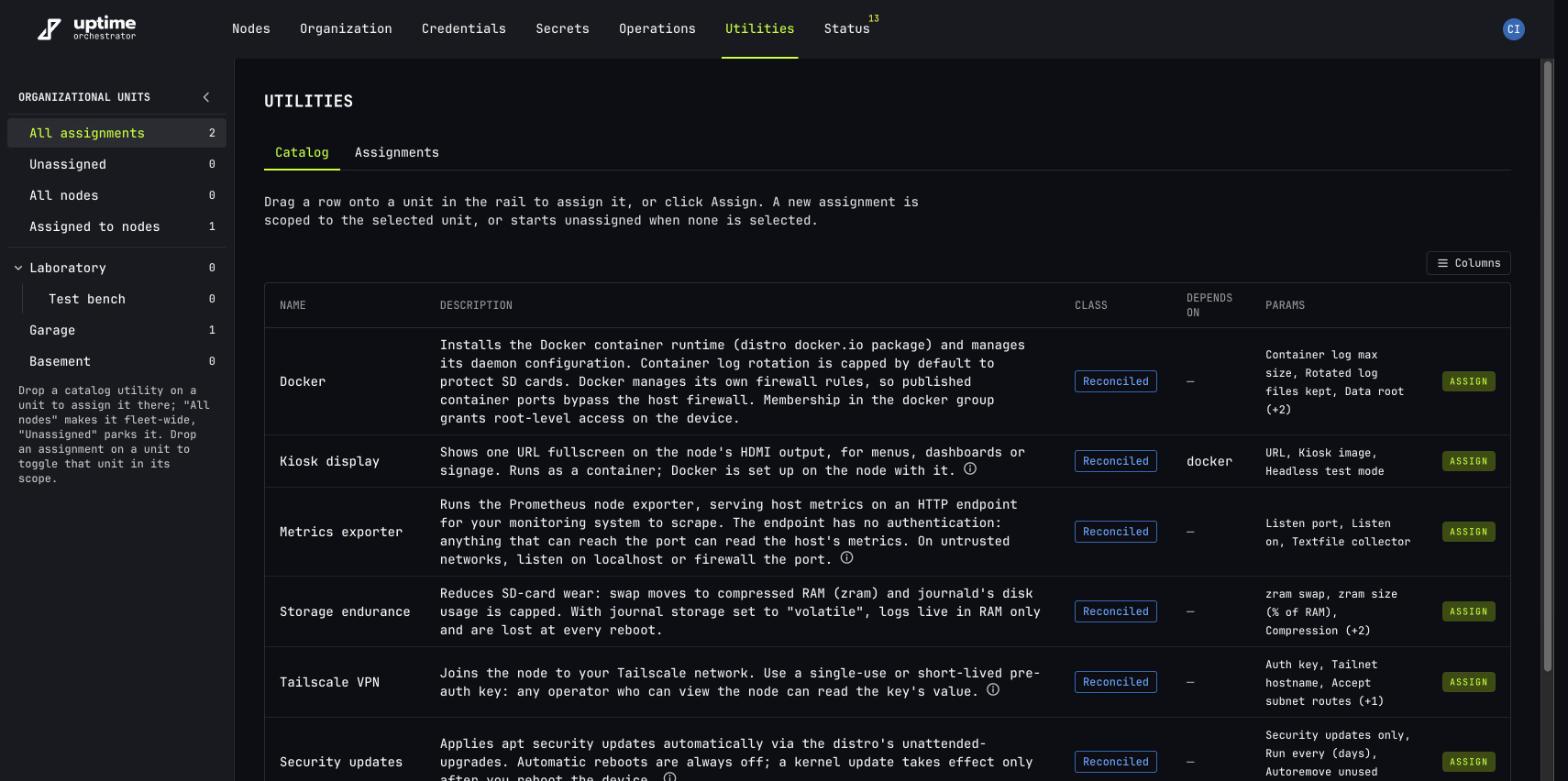 uptime
orchestrator
Nodes
Organization
Credentials
Secrets
Operations
Utilities
Status
13
CI
ORGANIZATIONAL UNITS
All assignments 2
Unassigned 0
All nodes 0
Assigned to nodes 1
Laboratory 0
Test bench 0
Garage 1
Basement 0
Drop a catalog utility on a
unit to assign it there; "All
nodes" makes it fleet-wide,
"Unassigned" parks it. Drop
an assignment on a unit to
toggle that unit in its
scope.
UTILITIES
Catalog
Assignments
Drag a row onto a unit in the rail to assign it, or click Assign. A new assignment is
scoped to the selected unit, or starts unassigned when none is selected.
Columns
NAME
DESCRIPTION
CLASS
DEPENDS
ON
PARAMS
Docker
Installs the Docker container runtime (distro docker.io package) and manages
its daemon configuration. Container log rotation is capped by default to
protect SD cards. Docker manages its own firewall rules, so published
container ports bypass the host firewall. Membership in the docker group
grants root-level access on the device.
Reconciled
—
Container log max
size, Rotated log
files kept, Data root
(+2)
ASSIGN
Kiosk display
Shows one URL fullscreen on the node's HDMI output, for menus, dashboards or
signage. Runs as a container; Docker is set up on the node with it.
Reconciled
docker
URL, Kiosk image,
Headless test mode
ASSIGN
Metrics exporter
Runs the Prometheus node exporter, serving host metrics on an HTTP endpoint
for your monitoring system to scrape. The endpoint has no authentication:
anything that can reach the port can read the host's metrics. On untrusted
networks, listen on localhost or firewall the port.
Reconciled
—
Listen port, Listen
on, Textfile collector
ASSIGN
Storage endurance
Reduces SD-card wear: swap moves to compressed RAM (zram) and journald's disk
usage is capped. With journal storage set to "volatile", logs live in RAM only
and are lost at every reboot.
Reconciled
—
zram swap, zram size
(% of RAM),
Compression (+2)
ASSIGN
Tailscale VPN
Joins the node to your Tailscale network. Use a single-use or short-lived pre-
auth key: any operator who can view the node can read the key's value.
Reconciled
—
Auth key, Tailnet
hostname, Accept
subnet routes (+1)
ASSIGN
Security updates
Applies apt security updates automatically via the distro's unattended-
upgrades. Automatic reboots are always off; a kernel update takes effect only
after you reboot the device.
Reconciled
—
Security updates only,
Run every (days),
Autoremove unused
ASSIGN